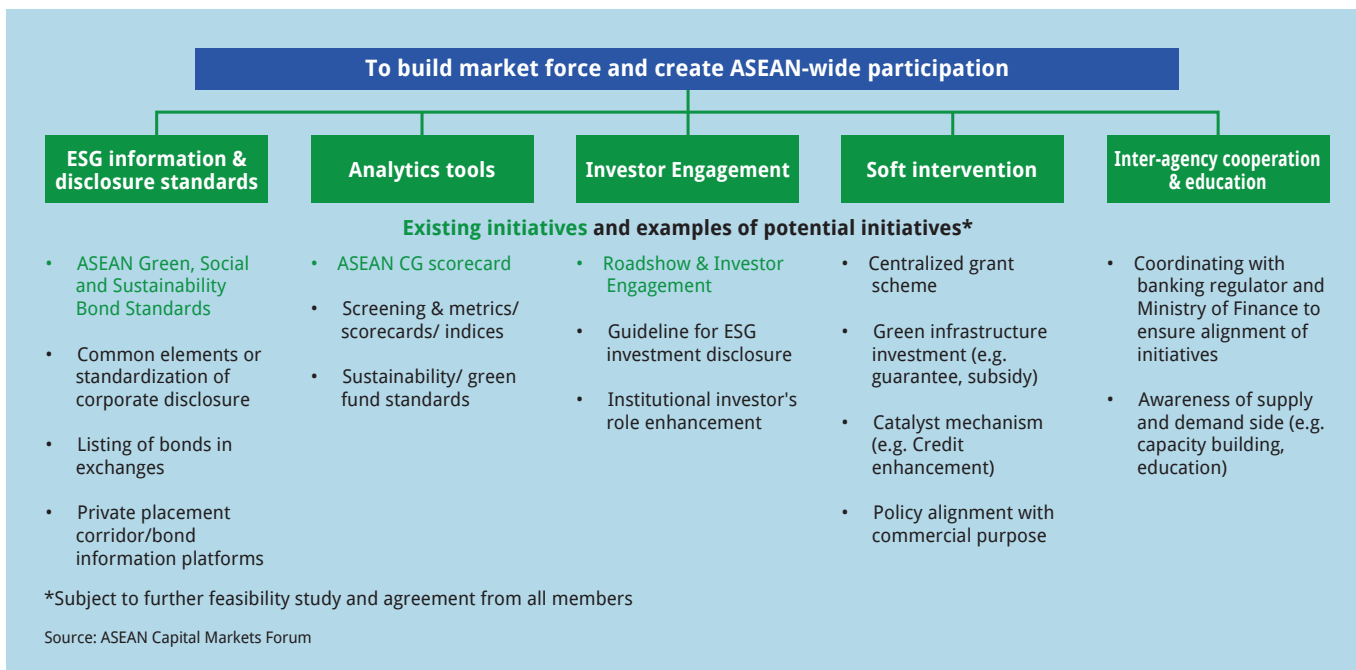 To build market force and create ASEAN-wide participation
ESG information &
disclosure standards
Analytics tools
Investor Engagement
Soft intervention
Inter-agency cooperation
& education
Existing initiatives and examples of potential initiatives*
• ASEAN Green, Social
and Sustainability
Bond Standards
• Common elements or
standardization of
corporate disclosure
• Listing of bonds in
exchanges
• Private placement
corridor/bond
information platforms
• ASEAN CG scorecard
• Screening & metrics/
scorecards/ indices
• Sustainability/ green
fund standards
• Roadshow & Investor
Engagement
• Guideline for ESG
investment disclosure
• Institutional investor's
role enhancement
• Centralized grant
scheme
• Green infrastructure
investment (e.g.
guarantee, subsidy)
• Catalyst mechanism
(e.g. Credit
enhancement)
• Policy alignment with
commercial purpose
• Coordinating with
banking regulator and
Ministry of Finance to
ensure alignment of
initiatives
• Awareness of supply
and demand side (e.g.
capacity building,
education)
*Subject to further feasibility study and agreement from all members
Source: ASEAN Capital Markets Forum